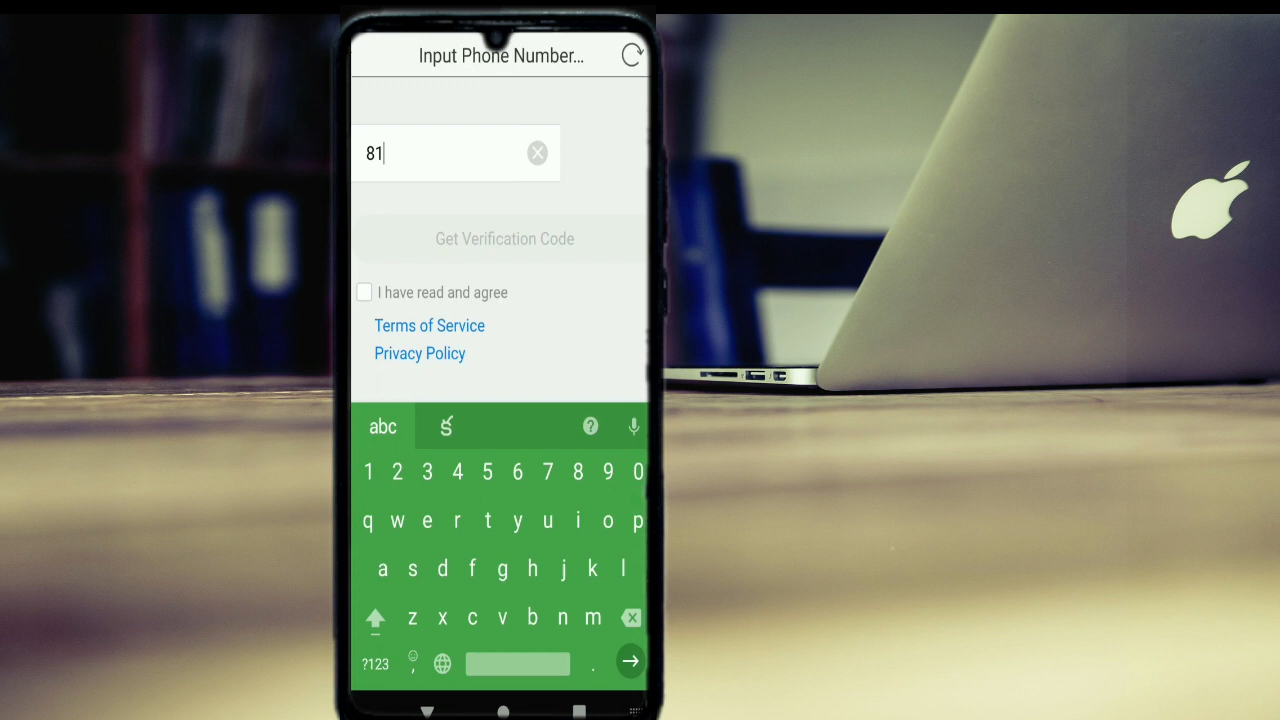 Input Phone Number...
81
Get Verification Code
I have read and agree
Terms of Service
Privacy Policy
abc క
1 2 3 4 5 6 7 8 9 0
q w e r t y u i o p
a s d f g h j k l
z x c v b n m
?123 , .